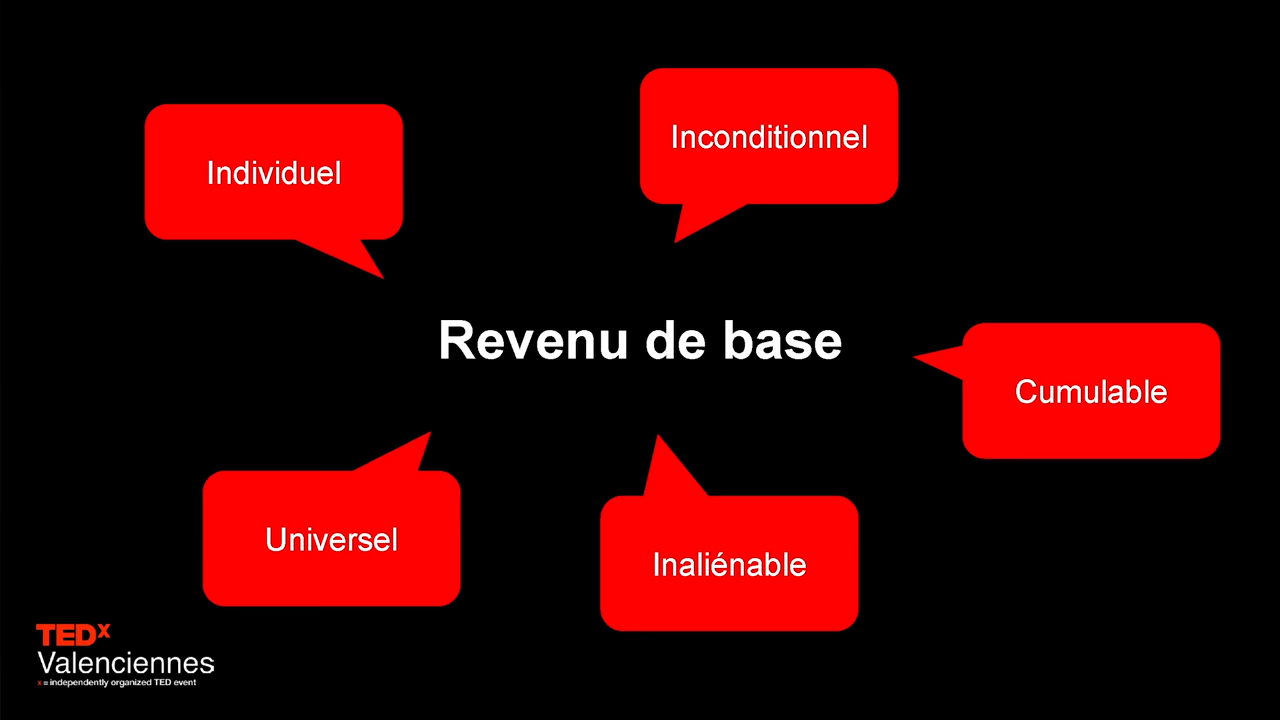 Inconditionnel
Individuel
Revenu de base
Cumulable
Universel
Inaliénable
TEDx
Valenciennes
x = independently organized TED event